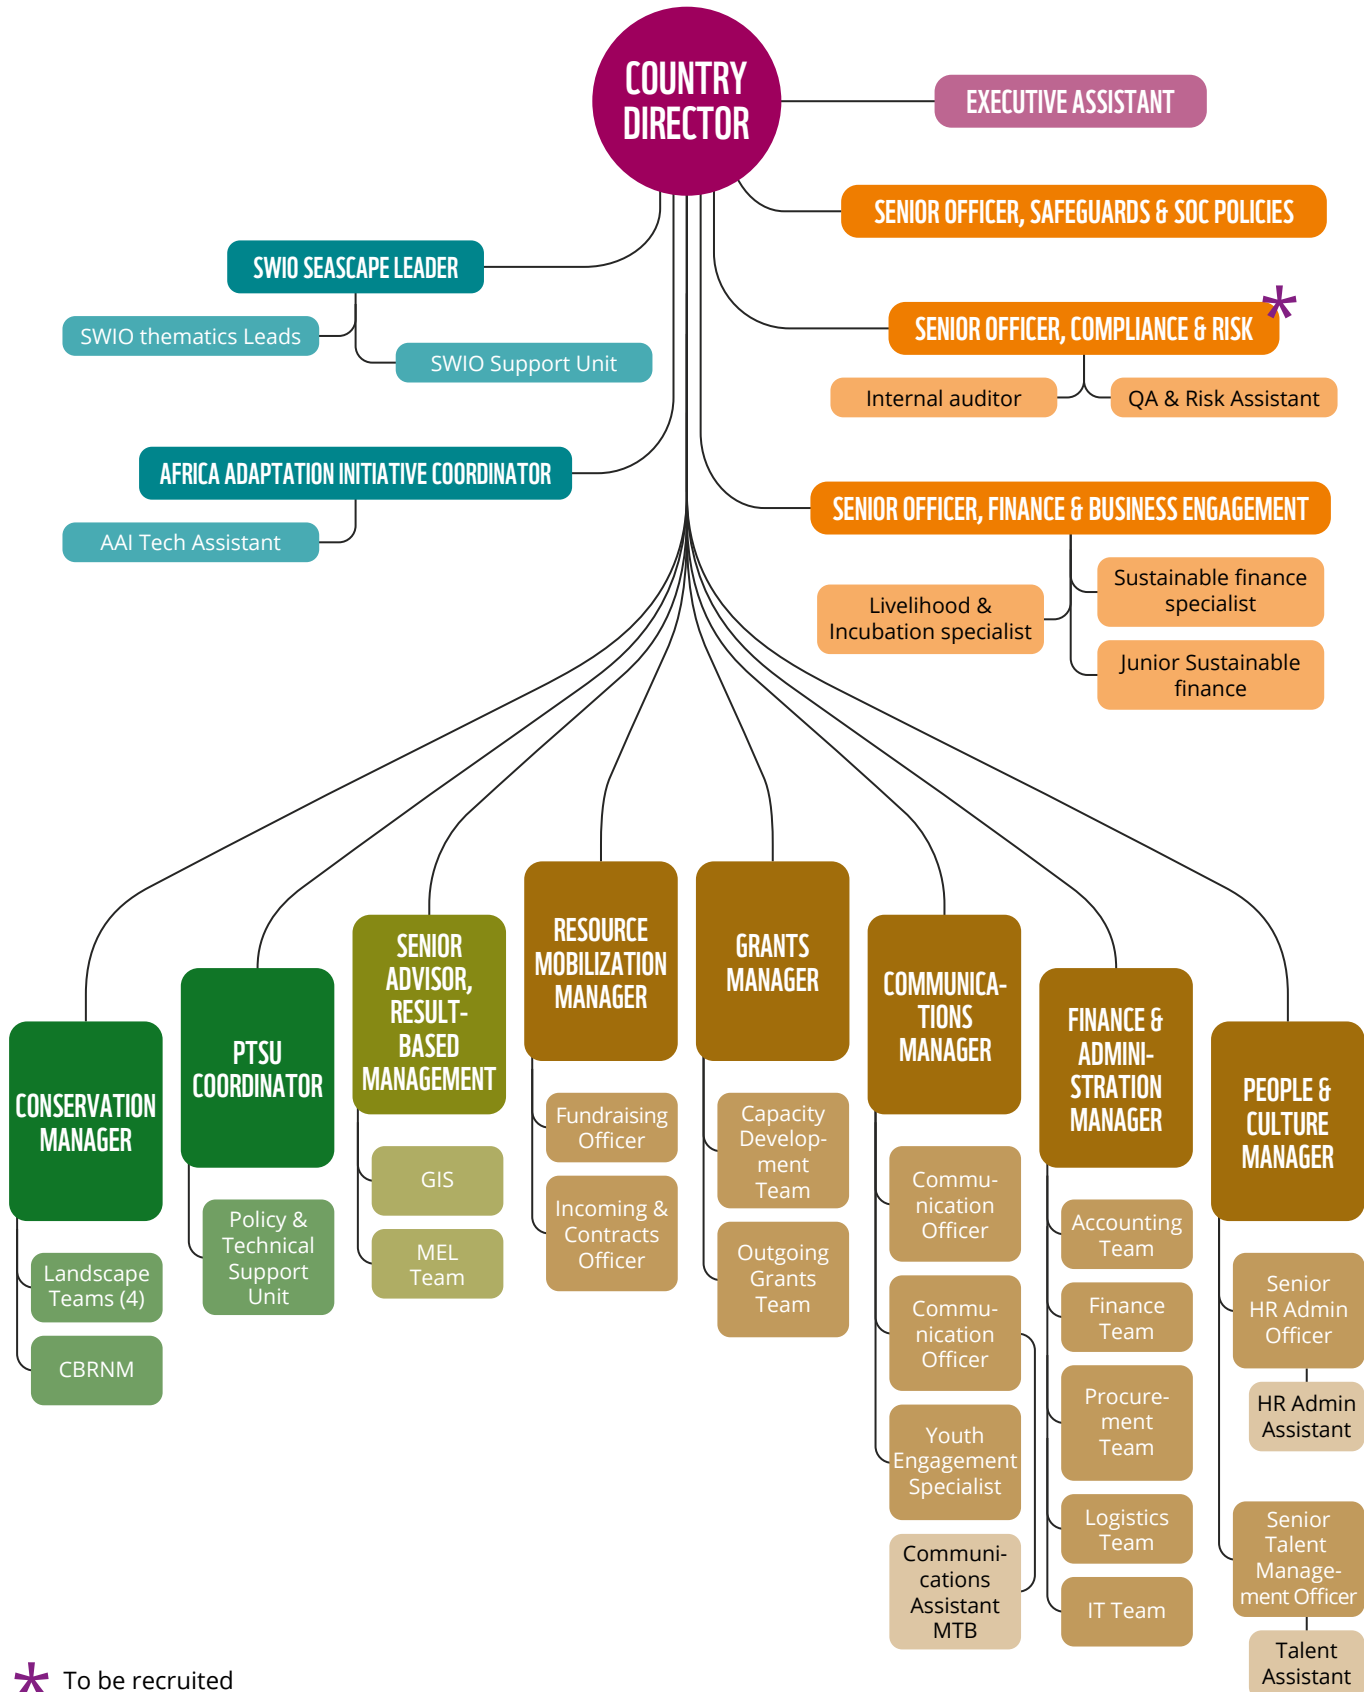 COUNTRY
DIRECTOR
EXECUTIVE ASSISTANT
SENIOR OFFICER, SAFEGUARDS & SOC POLICIES
SWIO SEASCAPE LEADER
SWIO thematics Leads
SWIO Support Unit
SENIOR OFFICER, COMPLIANCE & RISK
*
Internal auditor
QA & Risk Assistant
AFRICA ADAPTATION INITIATIVE COORDINATOR
AAI Tech Assistant
SENIOR OFFICER, FINANCE & BUSINESS ENGAGEMENT
Livelihood &
Incubation specialist
Sustainable finance
specialist
Junior Sustainable
finance
CONSERVATION
MANAGER
Landscape
Teams (4)
CBRNM
PTSU
COORDINATOR
Policy &
Technical
Support
Unit
SENIOR
ADVISOR,
RESULT-
BASED
MANAGEMENT
GIS
MEL
Team
RESOURCE
MOBILIZATION
MANAGER
Fundraising
Officer
Incoming &
Contracts
Officer
GRANTS
MANAGER
Capacity
Develop-
ment
Team
Outgoing
Grants
Team
COMMUNICA-
TIONS
MANAGER
Commu-
nication
Officer
Commu-
nication
Officer
Youth
Engagement
Specialist
Communi-
cations
Assistant
MTB
FINANCE &
ADMINI-
STRATION
MANAGER
Accounting
Team
Finance
Team
Procure-
ment
Team
Logistics
Team
IT Team
PEOPLE &
CULTURE
MANAGER
Senior
HR Admin
Officer
HR Admin
Assistant
Senior
Talent
Manage-
ment Officer
Talent
Assistant
* To be recruited